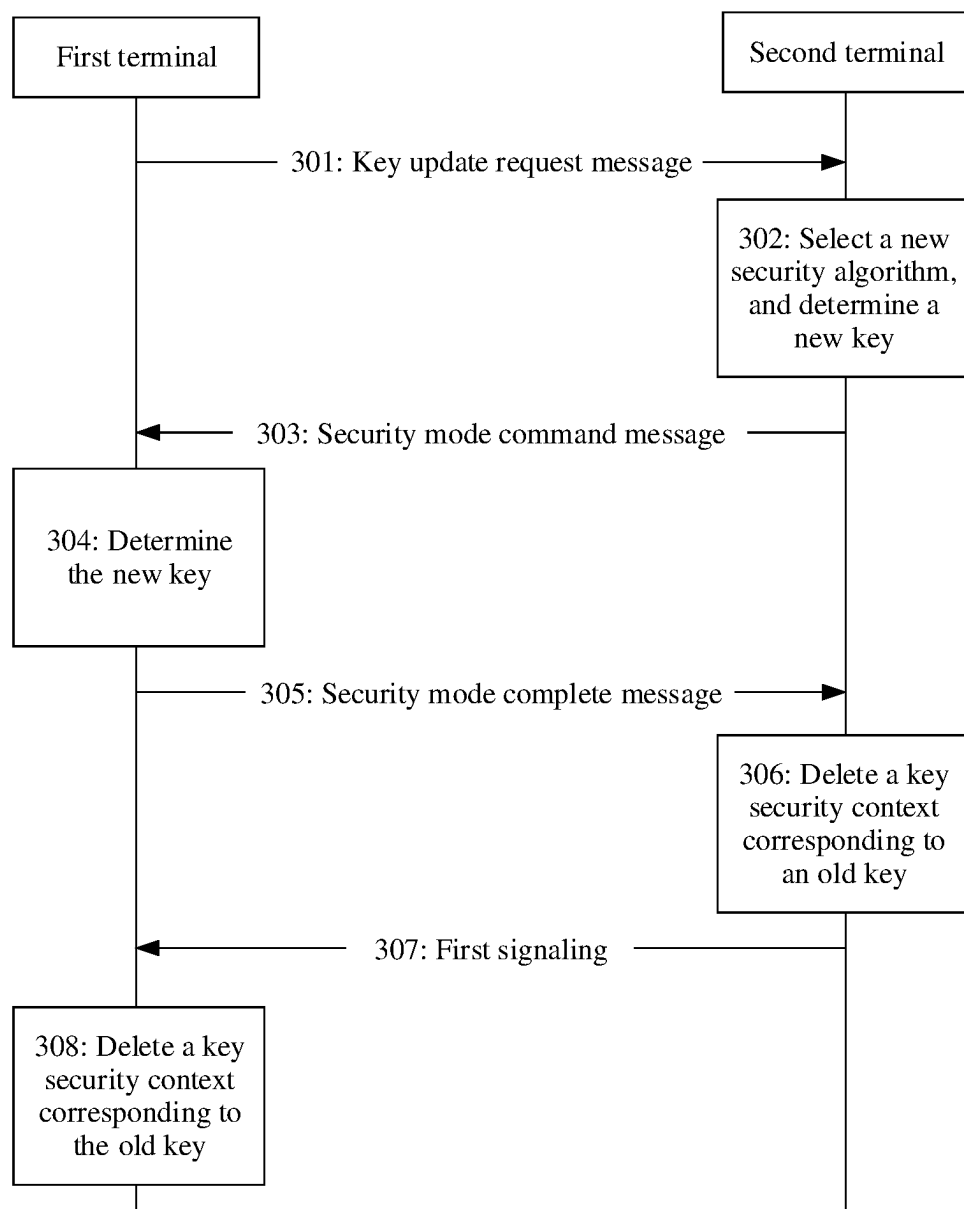 First terminal
Second terminal
301: Key update request message
302: Select a new
security algorithm,
and determine a
new key
303: Security mode command message
304: Determine
the new key
305: Security mode complete message
306: Delete a key
security context
corresponding to
an old key
307: First signaling
308: Delete a key
security context
corresponding to
the old key